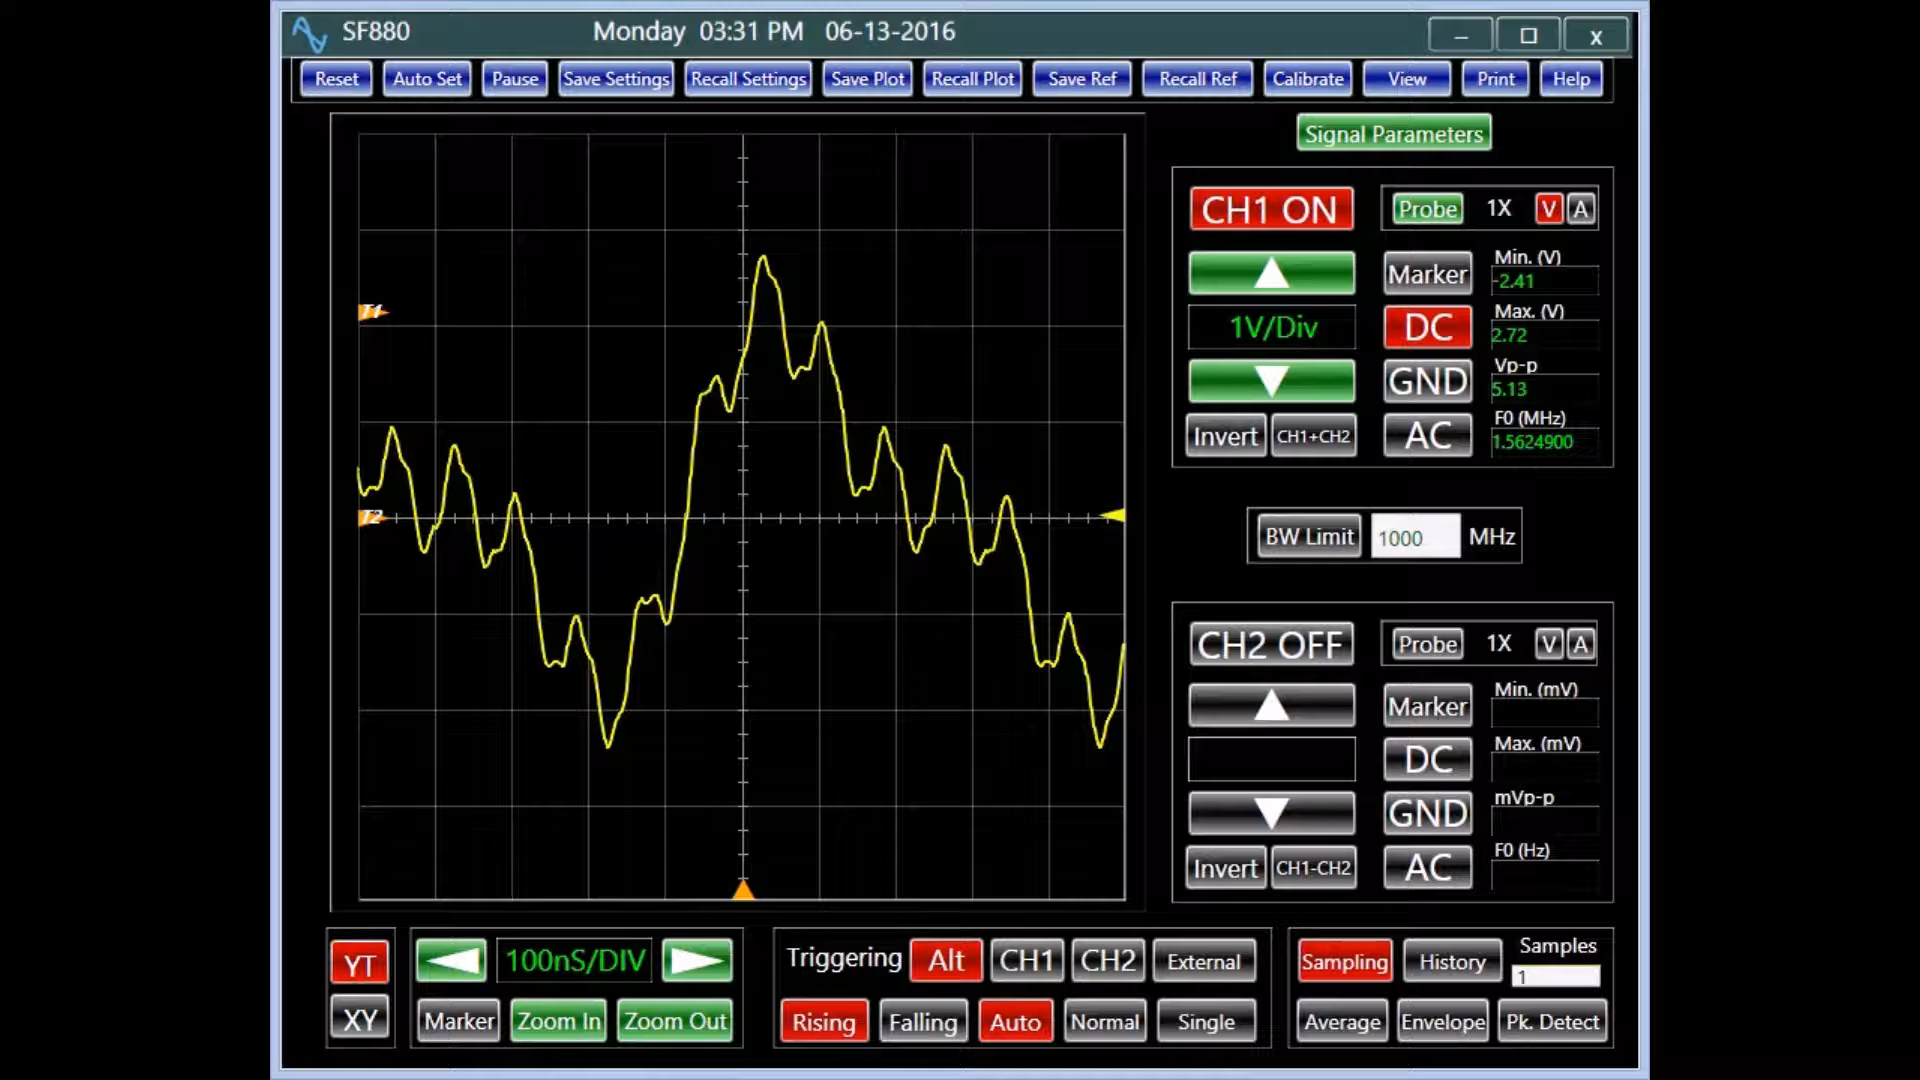 SF880 Monday 03:31 PM 06-13-2016
– □ x
Reset Auto Set Pause Save Settings Recall Settings Save Plot Recall Plot Save Ref Recall Ref Calibrate View Print Help
Signal Parameters
CH1 ON Probe 1X V A
Marker Min. (V)
-2.41
T1
1V/Div DC Max. (V)
2.72
GND Vp-p
5.13
Invert CH1+CH2 AC F0 (MHz)
1.5624900
T2
BW Limit 1000 MHz
CH2 OFF Probe 1X V A
Marker Min. (mV)
DC Max. (mV)
GND mVp-p
Invert CH1-CH2 AC F0 (Hz)
YT 100nS/DIV Triggering Alt CH1 CH2 External Sampling History Samples
1
XY Marker Zoom In Zoom Out Rising Falling Auto Normal Single Average Envelope Pk. Detect